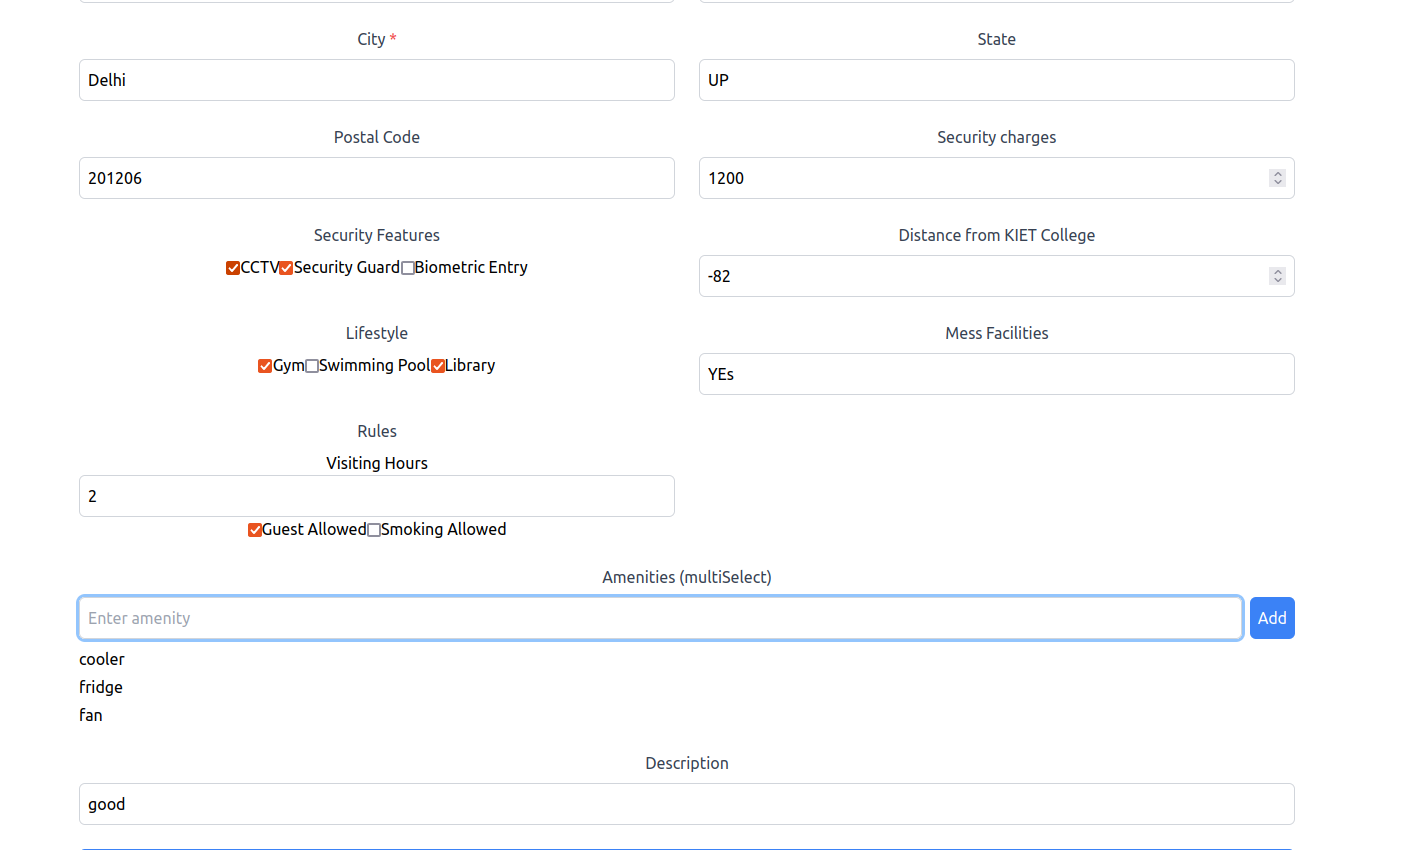 City *
State
Delhi
UP
Postal Code
Security charges
201206
1200
Security Features
Distance from KIET College
CCTV Security Guard Biometric Entry
-82
Lifestyle
Mess Facilities
Gym Swimming Pool Library
YEs
Rules
Visiting Hours
2
Guest Allowed Smoking Allowed
Amenities (multiSelect)
Enter amenity
Add
cooler
fridge
fan
Description
good